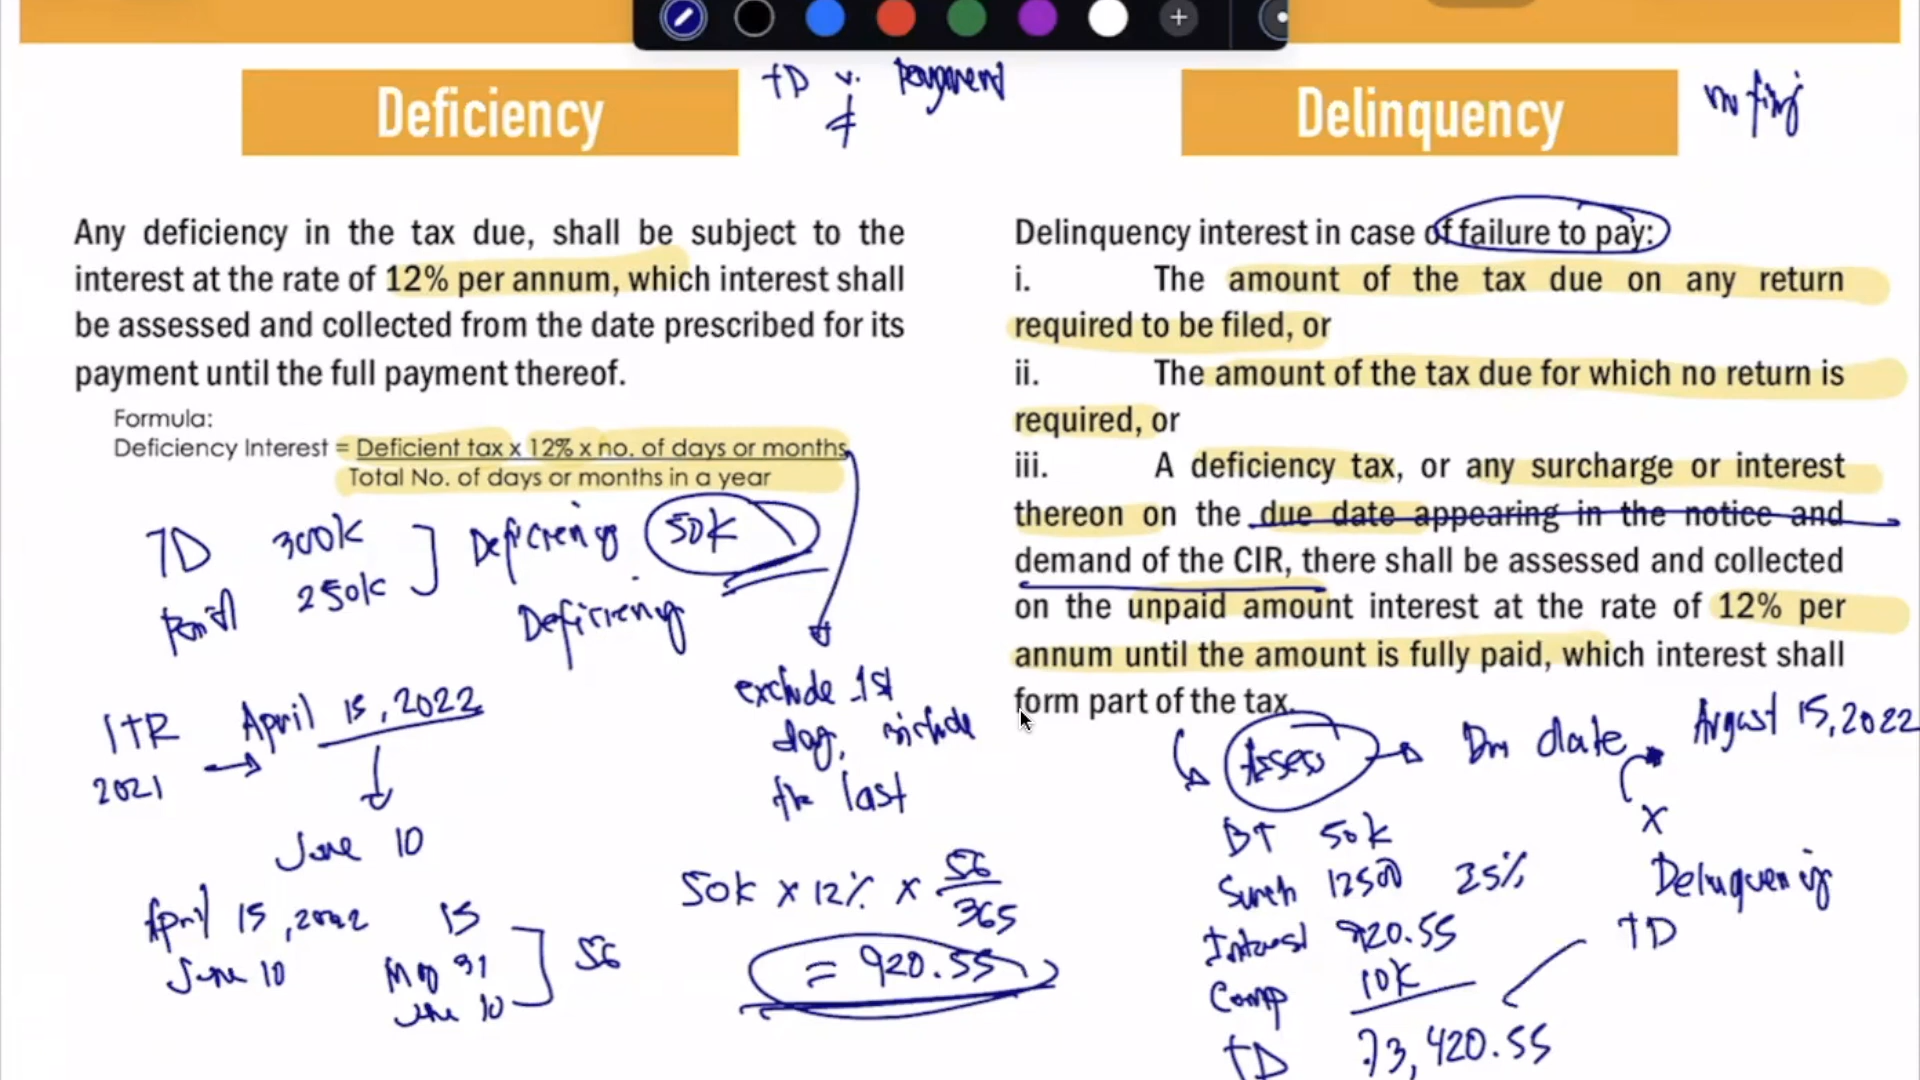 Deficiency
TD v. payment
≠
Delinquency
no filing
Any deficiency in the tax due, shall be subject to the
interest at the rate of 12% per annum, which interest shall
be assessed and collected from the date prescribed for its
payment until the full payment thereof.
Formula:
Deficiency Interest = Deficient tax x 12% x no. of days or months
Total No. of days or months in a year
TD 300k
Paid 250k
Deficiency 50k
Deficiency
exclude 1st
day, include
the last
ITR
2021
April 15, 2022
June 10
April 15, 2022 15
June 10 May 31
June 10
56
50k x 12% x 56
365
= 920.55
Delinquency interest in case of failure to pay:
i. The amount of the tax due on any return
required to be filed, or
ii. The amount of the tax due for which no return is
required, or
iii. A deficiency tax, or any surcharge or interest
thereon on the due date appearing in the notice and
demand of the CIR, there shall be assessed and collected
on the unpaid amount interest at the rate of 12% per
annum until the amount is fully paid, which interest shall
form part of the tax.
Assess
Due date August 15, 2022
x
Delinquency
TD
BT 50k
Surch 12500 25%
Interest 920.55
Comp 10k
TD 73,420.55